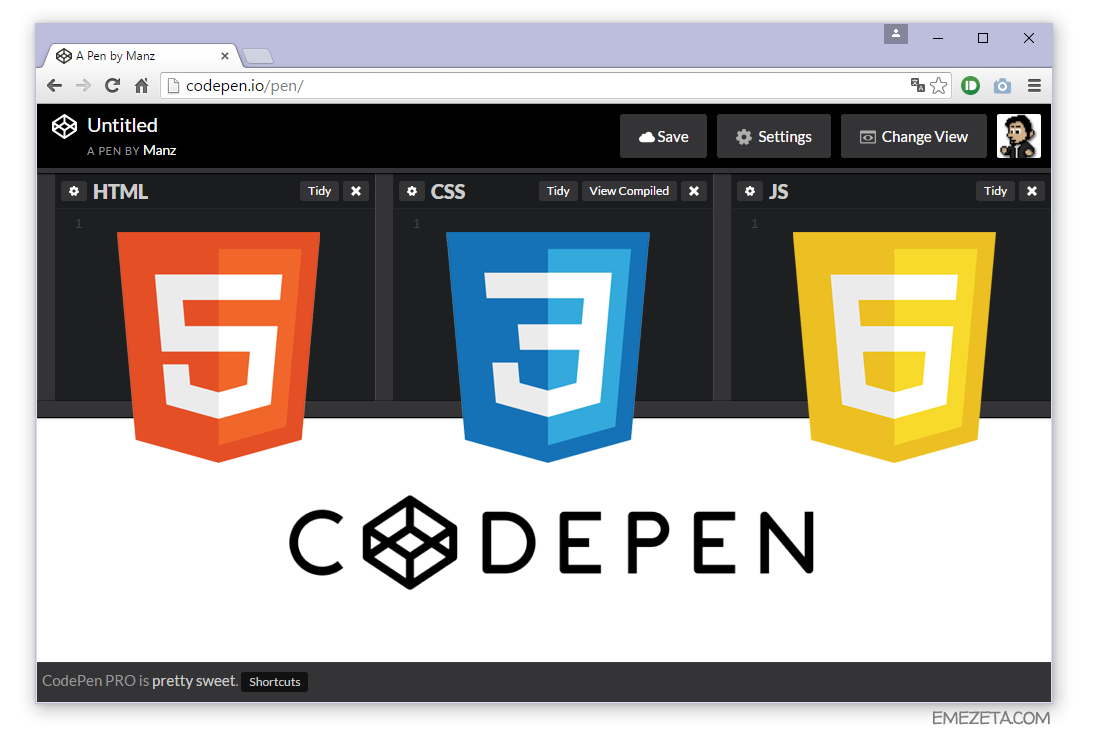 A Pen by Manz
codepen.io/pen/
Untitled
A PEN BY Manz
Save
Settings
Change View
HTML
Tidy
CSS
Tidy
View Compiled
JS
Tidy
1
1
1
5
3
6
CODEPEN
CodePen PRO is pretty sweet. Shortcuts
EMEZETA.COM